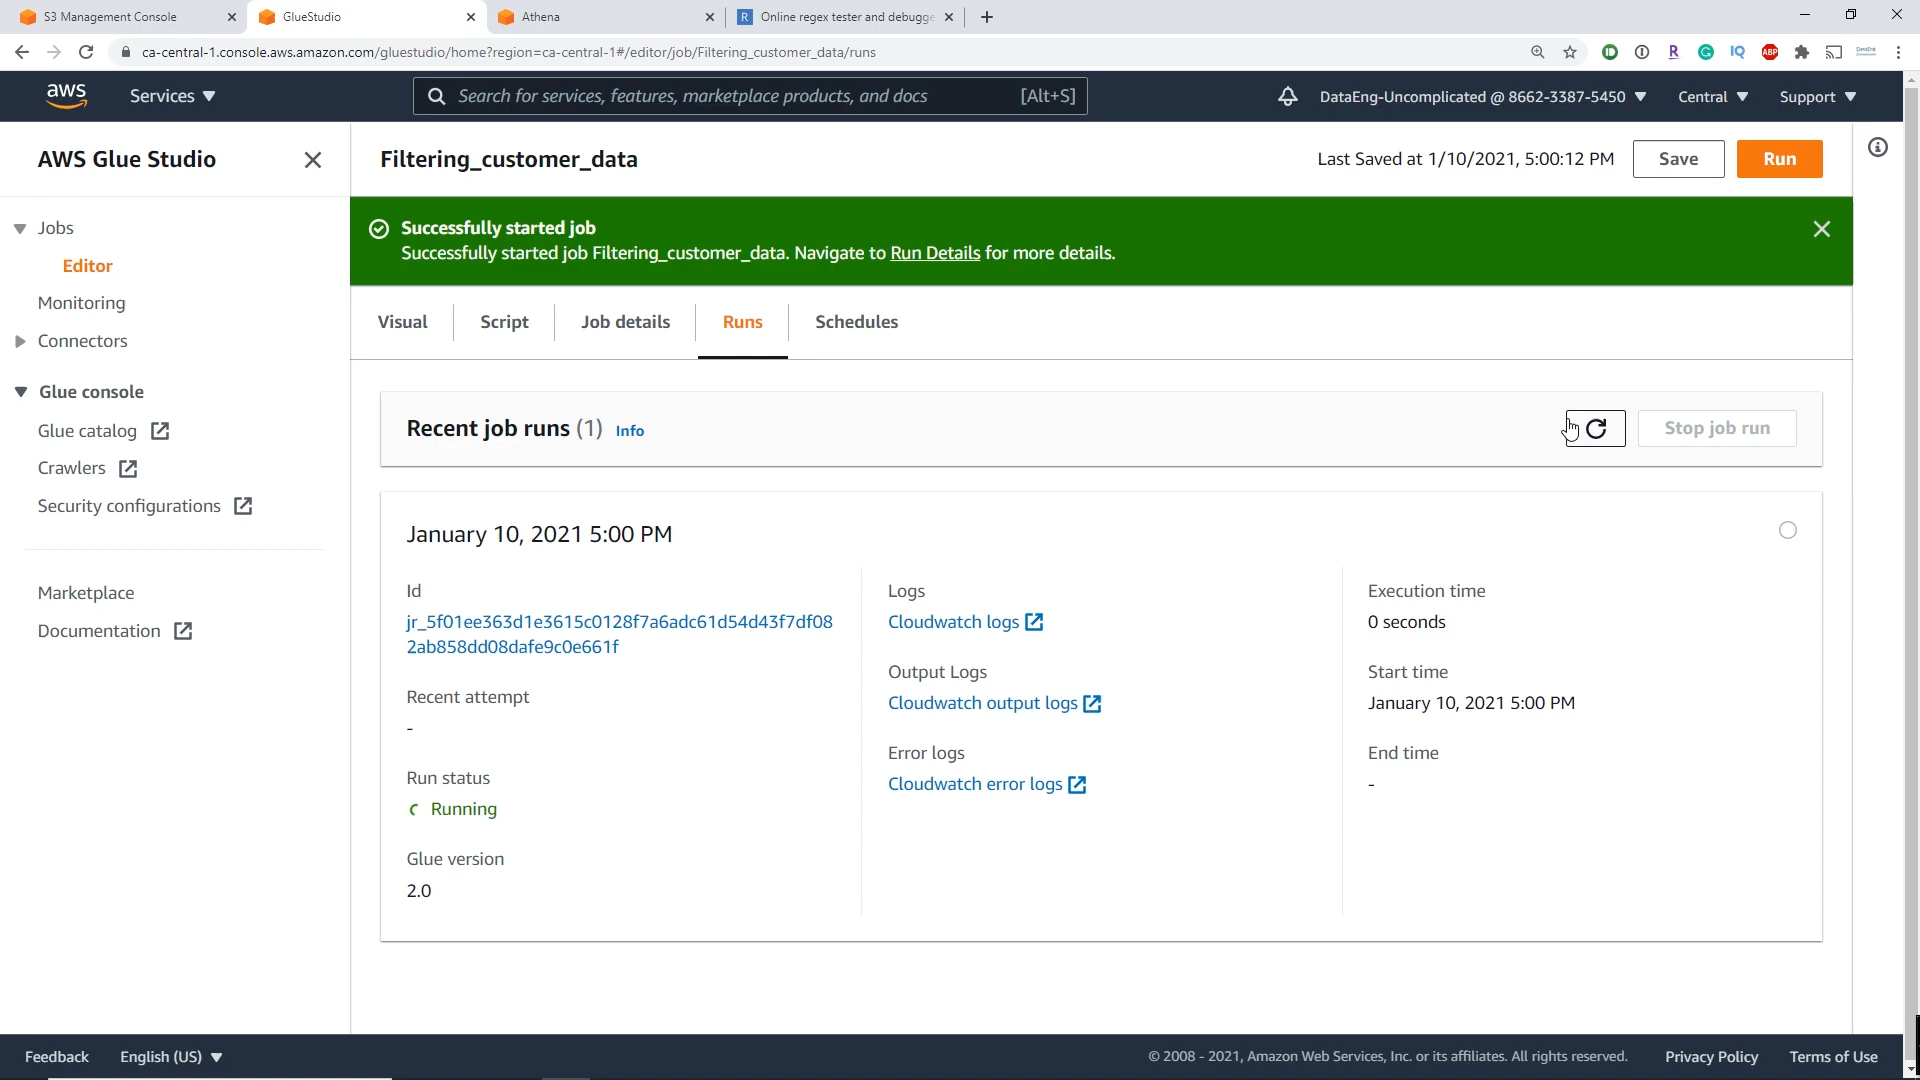 S3 Management Console
GlueStudio
Athena
R Online regex tester and debugge
ca-central-1.console.aws.amazon.com/gluestudio/home?region=ca-central-1#/editor/job/Filtering_customer_data/runs
aws
Services
Search for services, features, marketplace products, and docs [Alt+S]
DataEng-Uncomplicated @ 8662-3387-5450
Central
Support
AWS Glue Studio
Filtering_customer_data
Last Saved at 1/10/2021, 5:00:12 PM
Save
Run
Successfully started job
Successfully started job Filtering_customer_data. Navigate to Run Details for more details.
Jobs
Editor
Monitoring
Connectors
Glue console
Glue catalog
Crawlers
Security configurations
Marketplace
Documentation
Visual
Script
Job details
Runs
Schedules
Recent job runs (1) Info
Stop job run
January 10, 2021 5:00 PM
Id
jr_5f01ee363d1e3615c0128f7a6adc61d54d43f7df08
2ab858dd08dafe9c0e661f
Recent attempt
-
Run status
Running
Glue version
2.0
Logs
Cloudwatch logs
Output Logs
Cloudwatch output logs
Error logs
Cloudwatch error logs
Execution time
0 seconds
Start time
January 10, 2021 5:00 PM
End time
-
Feedback
English (US)
© 2008 - 2021, Amazon Web Services, Inc. or its affiliates. All rights reserved.
Privacy Policy
Terms of Use